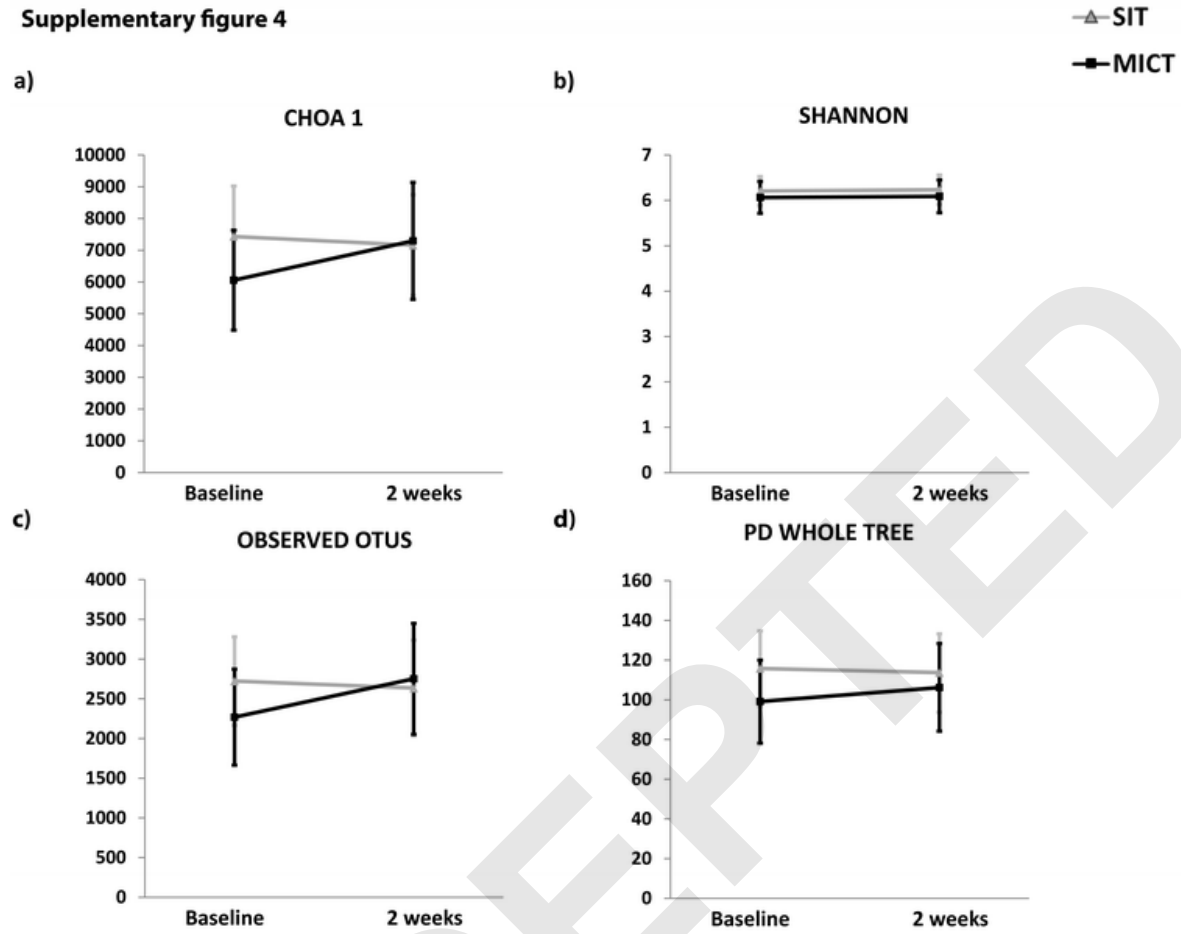 Supplementary figure 4
SIT
MICT
a)
CHOA 1
10000
9000
8000
7000
6000
5000
4000
3000
2000
1000
0
Baseline 2 weeks
b)
SHANNON
7
6
5
4
3
2
1
0
Baseline 2 weeks
c)
OBSERVED OTUS
4000
3500
3000
2500
2000
1500
1000
500
0
Baseline 2 weeks
d)
PD WHOLE TREE
160
140
120
100
80
60
40
20
0
Baseline 2 weeks
EPTED